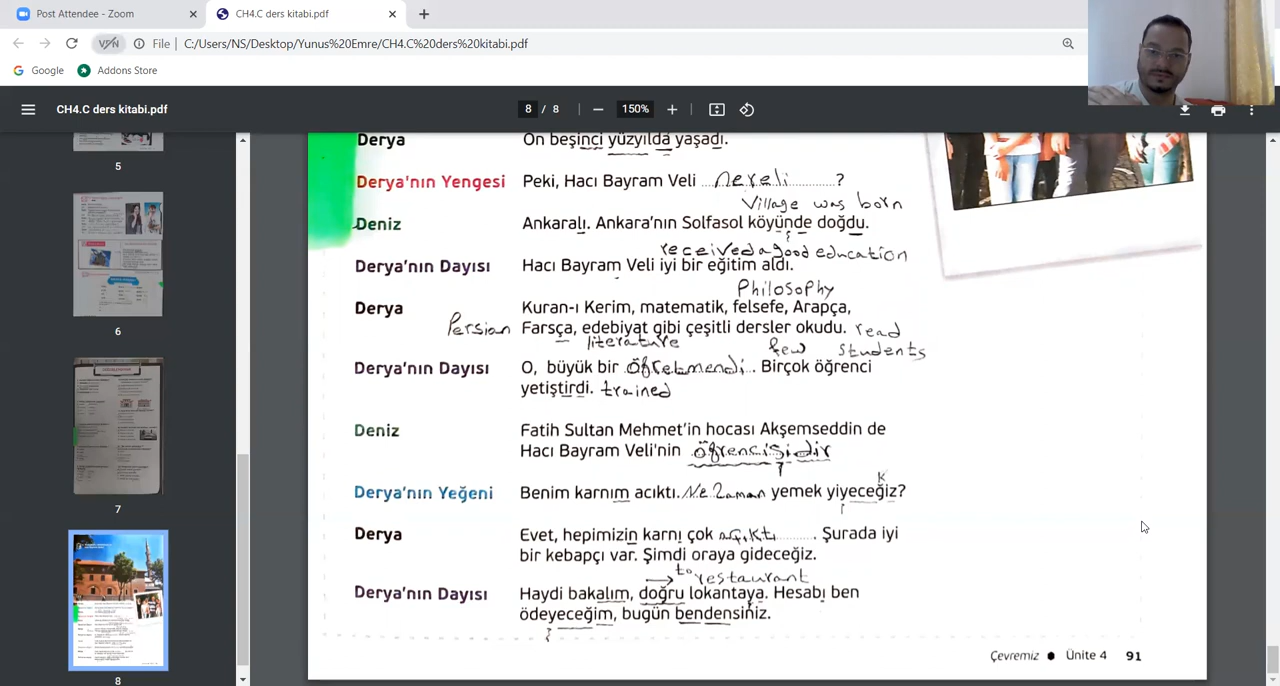 Post Attendee - Zoom
CH4.C ders kitabi.pdf
VPN
File
C:/Users/NS/Desktop/Yunus%20Emre/CH4.C%20ders%20kitabi.pdf
Google
Addons Store
CH4.C ders kitabi.pdf
8 / 8
150%
5
6
7
8
Derya On beşinci yüzyılda yaşadı.
Derya'nın Yengesi Peki, Hacı Bayram Veli nereli ?
village was born
Deniz Ankaralı. Ankara'nın Solfasol köyünde doğdu.
received a good education
Derya'nın Dayısı Hacı Bayram Veli iyi bir eğitim aldı.
Philosophy
Derya Kuran-ı Kerim, matematik, felsefe, Arapça,
Persian Farsça, edebiyat gibi çeşitli dersler okudu. read
literature few students
Derya'nın Dayısı O, büyük bir öğretmendi. Birçok öğrenci
yetiştirdi. trained
Deniz Fatih Sultan Mehmet'in hocası Akşemseddin de
Hacı Bayram Veli'nin öğrencisidir
k
Derya'nın Yeğeni Benim karnım acıktı. Ne Zaman yemek yiyeceğiz?
Derya Evet, hepimizin karnı çok acıktı. Şurada iyi
bir kebapçı var. Şimdi oraya gideceğiz.
to restaurant
Derya'nın Dayısı Haydi bakalım, doğru lokantaya. Hesabı ben
ödeyeceğim, bugün bendensiniz.
Çevremiz ● Ünite 4 91